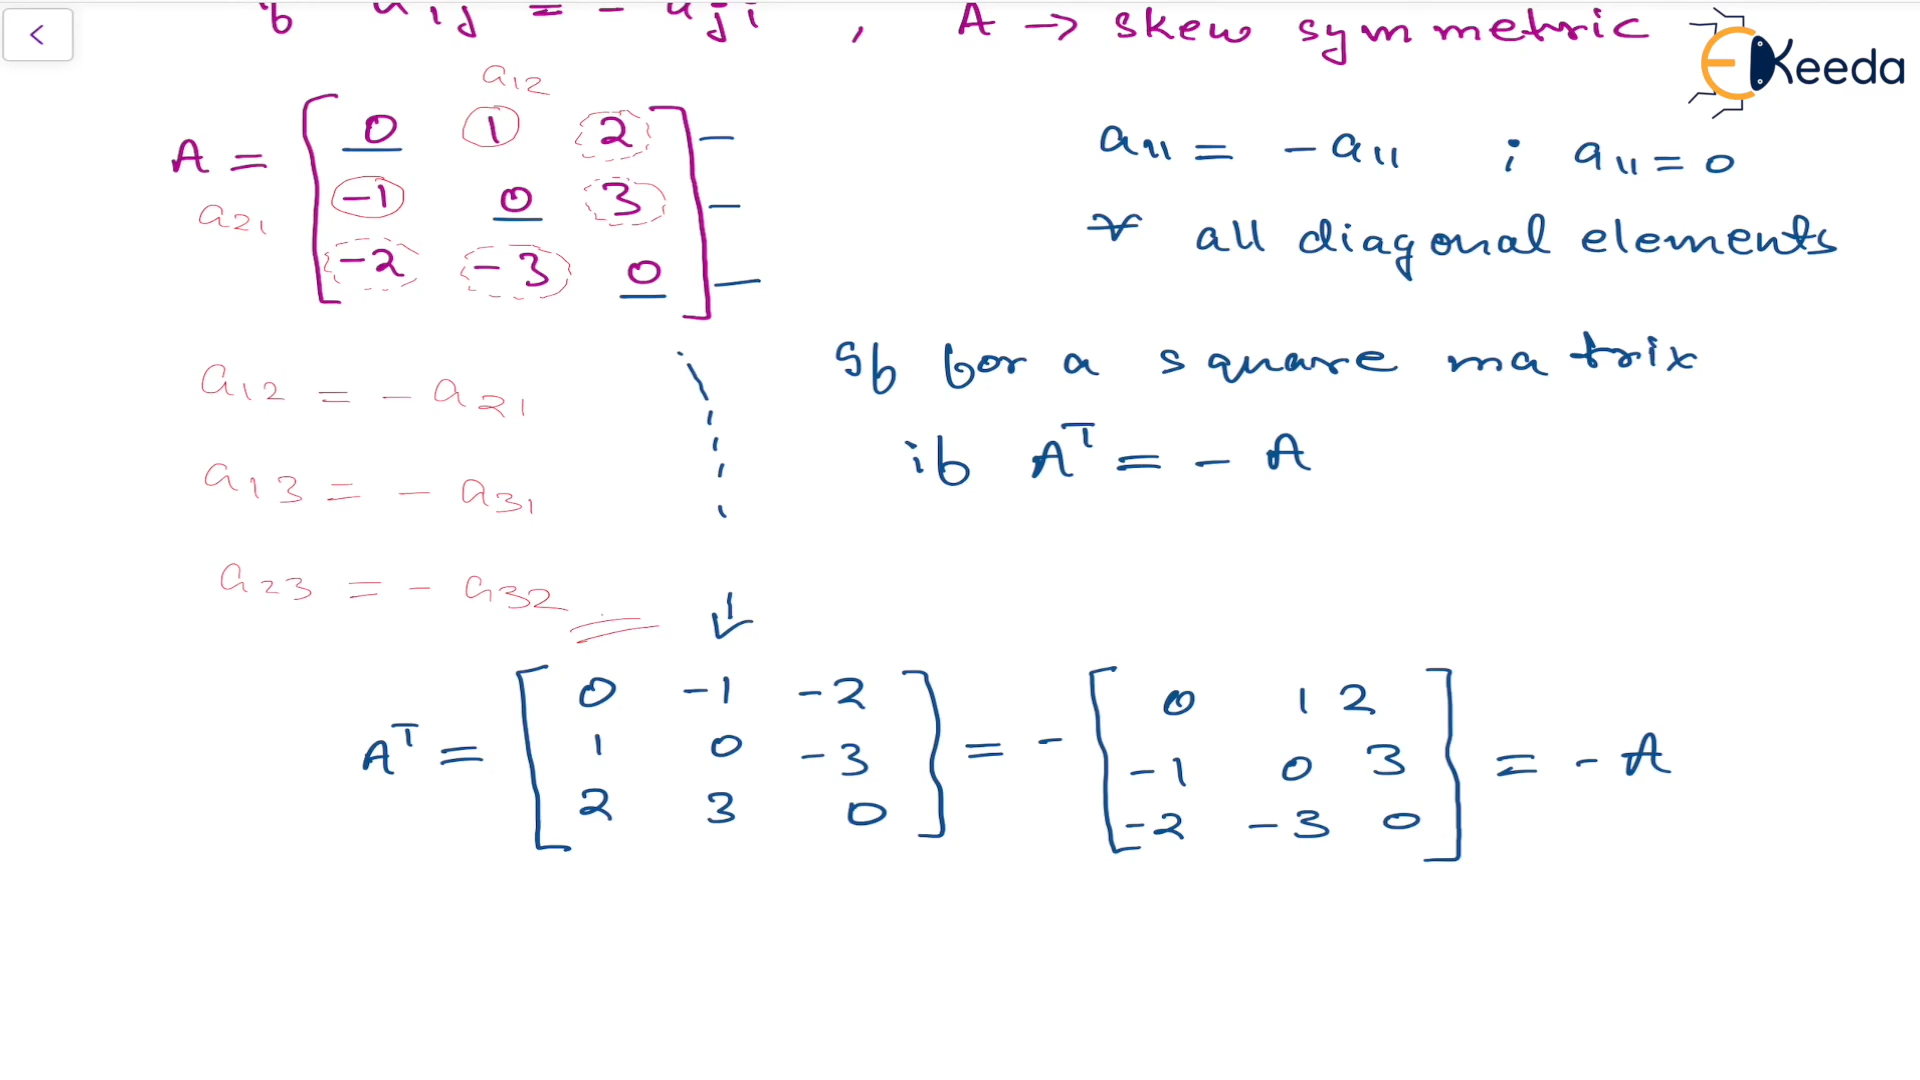 if aij = - aji , A → skew symmetric
EKeeda
a12
A = [ 0 1 2
-1 0 3
-2 -3 0 ]
a21
a11 = -a11 ; a11 = 0
∀ all diagonal elements
a12 = - a21
a13 = - a31
a23 = - a32
If for a square matrix
if Aᵀ = - A
Aᵀ = [ 0 -1 -2
1 0 -3
2 3 0 ] = - [ 0 1 2
-1 0 3
-2 -3 0 ] = - A